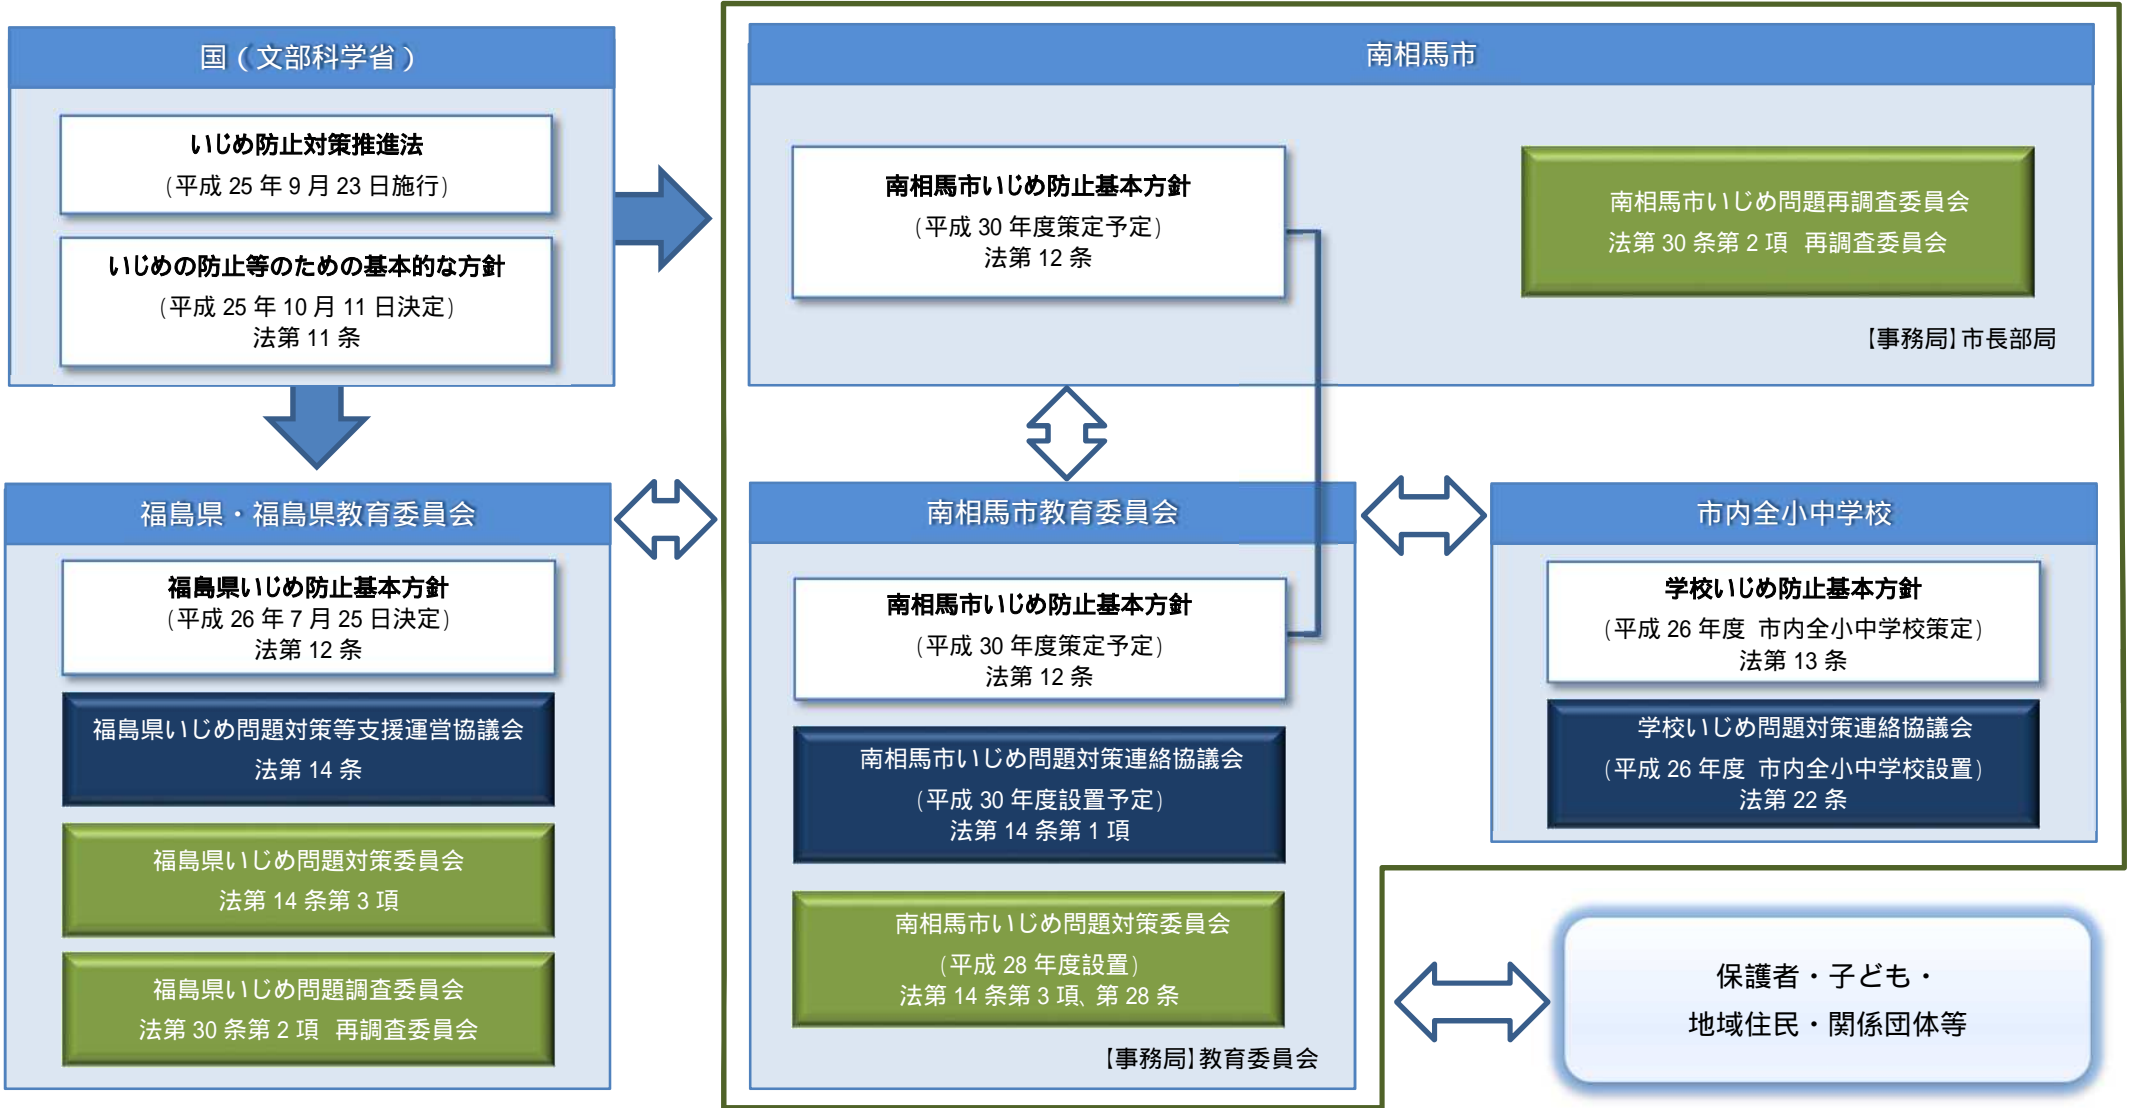 国（文部科学省）
いじめ防止対策推進法
（平成 25 年 9 月 23 日施行）
いじめの防止等のための基本的な方針
（平成 25 年 10 月 11 日決定）
法第 11 条
南相馬市
南相馬市いじめ防止基本方針
（平成 30 年度策定予定）
法第 12 条
南相馬市いじめ問題再調査委員会
法第 30 条第 2 項 再調査委員会
【事務局】市長部局
福島県・福島県教育委員会
福島県いじめ防止基本方針
（平成 26 年 7 月 25 日決定）
法第 12 条
福島県いじめ問題対策等支援運営協議会
法第 14 条
福島県いじめ問題対策委員会
法第 14 条第 3 項
福島県いじめ問題調査委員会
法第 30 条第 2 項 再調査委員会
南相馬市教育委員会
南相馬市いじめ防止基本方針
（平成 30 年度策定予定）
法第 12 条
南相馬市いじめ問題対策連絡協議会
（平成 30 年度設置予定）
法第 14 条第 1 項
南相馬市いじめ問題対策委員会
（平成 28 年度設置）
法第 14 条第 3 項、第 28 条
【事務局】教育委員会
市内全小中学校
学校いじめ防止基本方針
（平成 26 年度 市内全小中学校策定）
法第 13 条
学校いじめ問題対策連絡協議会
（平成 26 年度 市内全小中学校設置）
法第 22 条
保護者・子ども・
地域住民・関係団体等